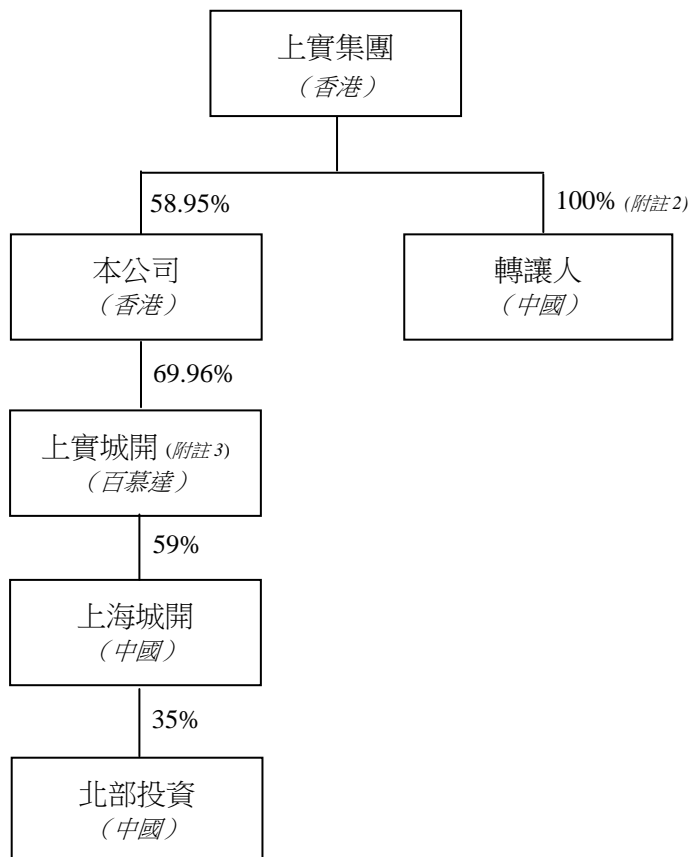 上實集團
（香港）
58.95%
100% (附註 2)
本公司
（香港）
轉讓人
（中國）
69.96%
上實城開 (附註 3)
（百慕達）
59%
上海城開
（中國）
35%
北部投資
（中國）